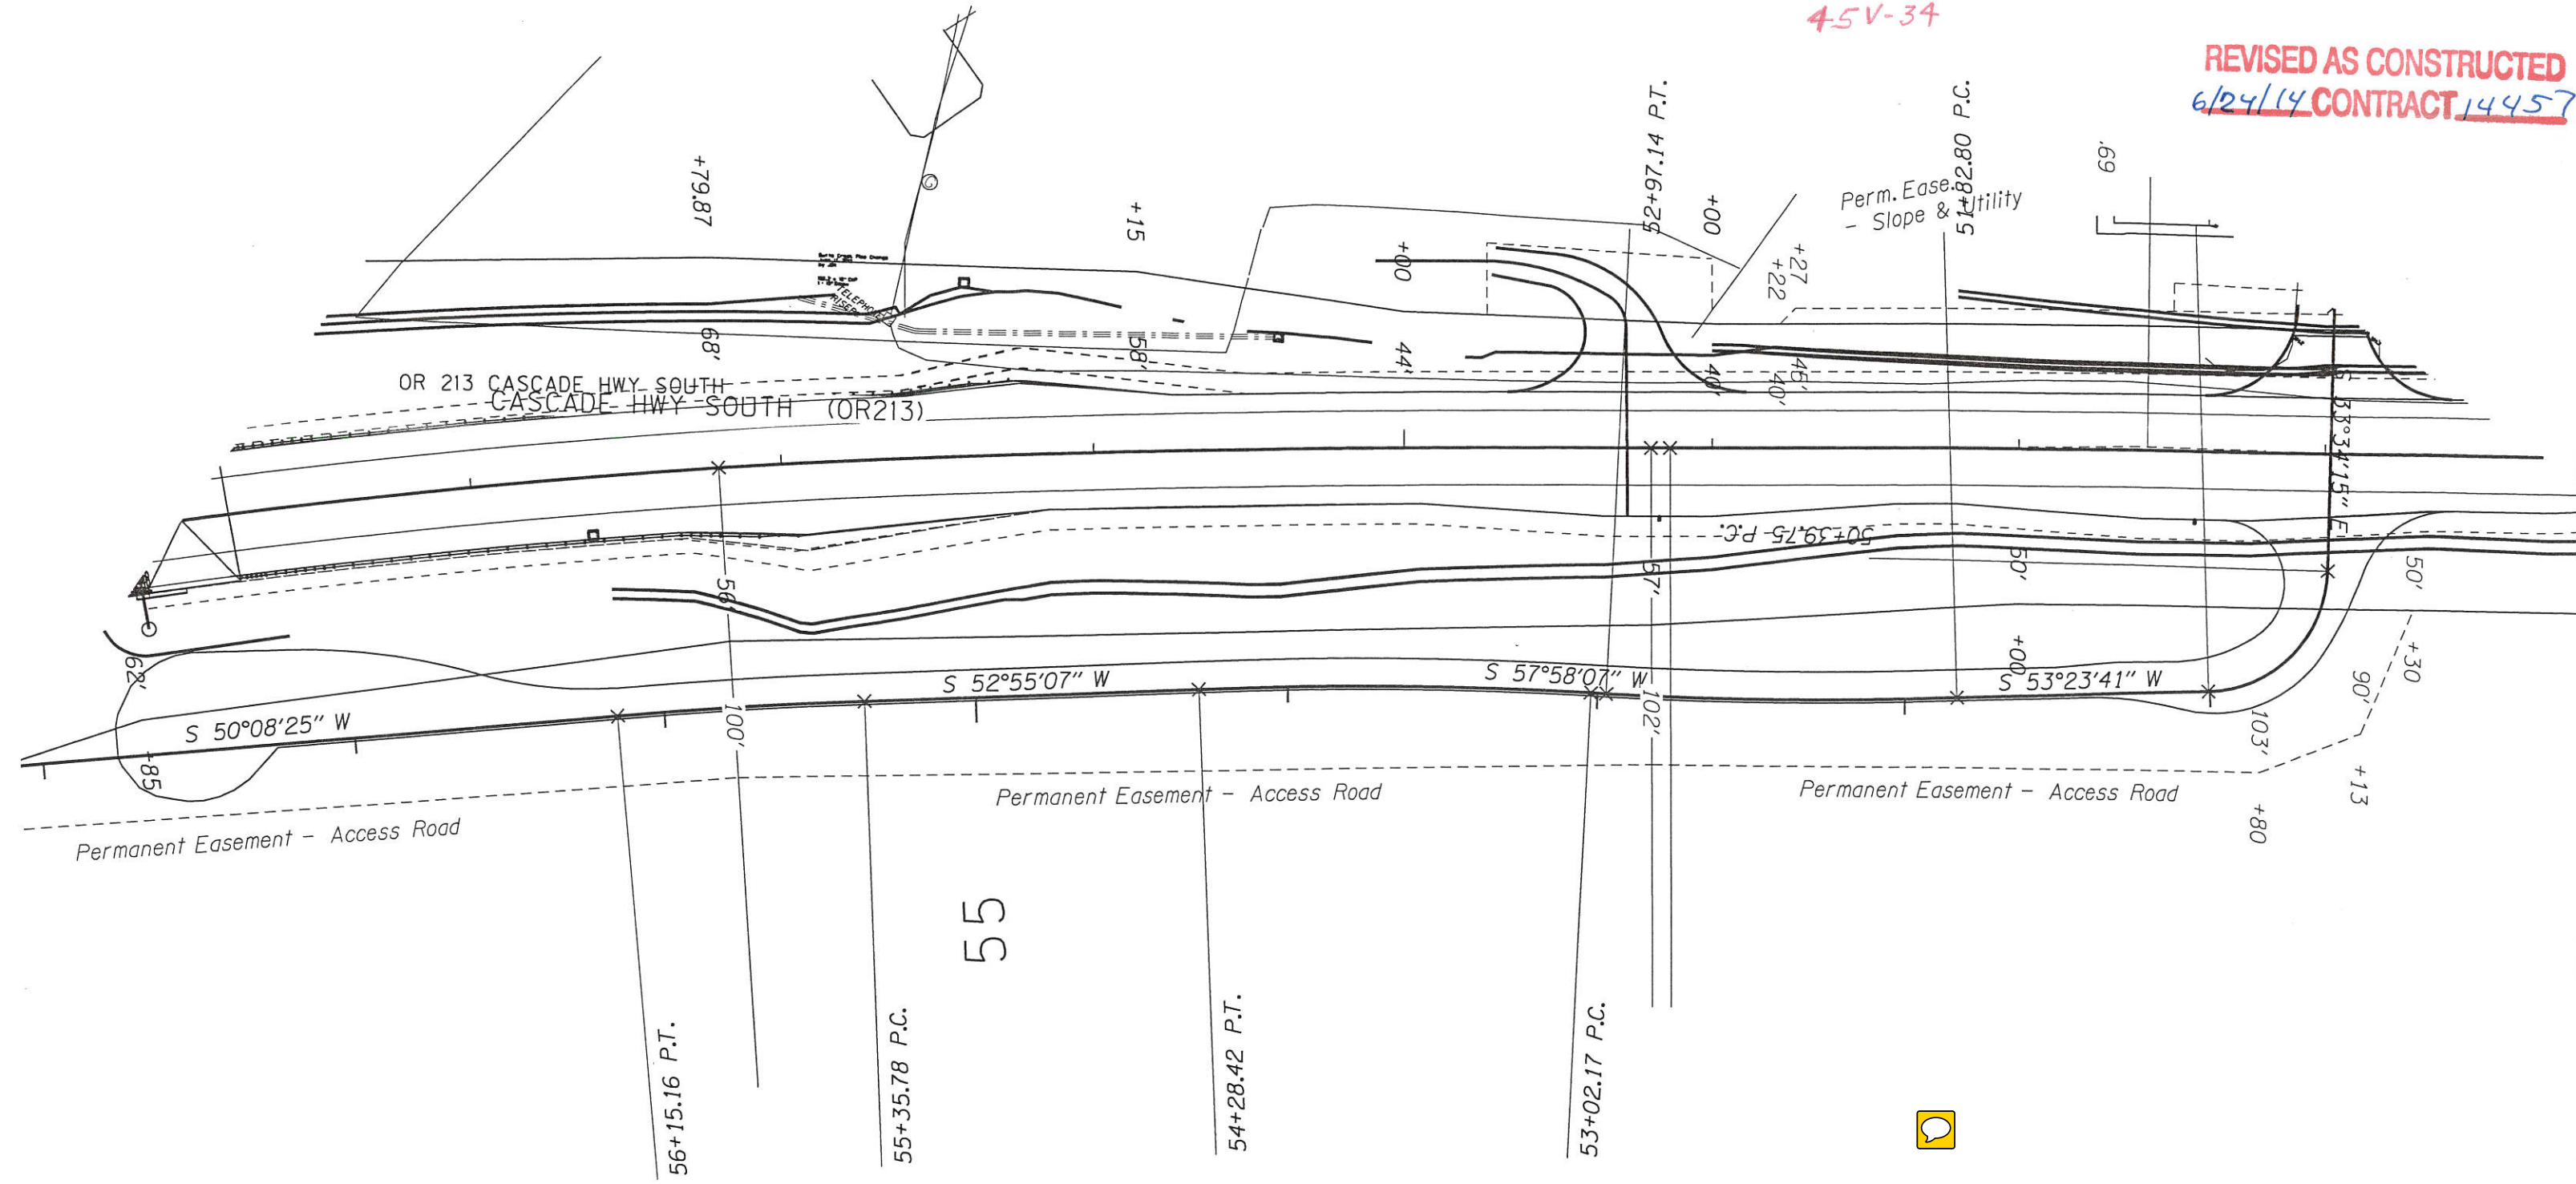 45V-34
REVISED AS CONSTRUCTED
6/24/14 CONTRACT 14457
52+97.14 P.T.
51+82.80 P.C.
.69
+79.87
+15
+00
+00
Perm. Ease.
- Slope & Utility
+27
+22
TELEPHONE
RISER
68'
58'
44'
40'
45'
40'
OR 213 CASCADE HWY SOUTH
CASCADE HWY SOUTH (OR213)
S 33°34'15" E
50+39.75 P.C.
56'
57'
50'
50'
62'
+00
+30
90'
S 52°55'07" W
S 57°58'07" W
S 53°23'41" W
S 50°08'25" W
100'
102'
103'
+85
+13
+80
Permanent Easement - Access Road
Permanent Easement - Access Road
Permanent Easement - Access Road
55
56+15.16 P.T.
55+35.78 P.C.
54+28.42 P.T.
53+02.17 P.C.